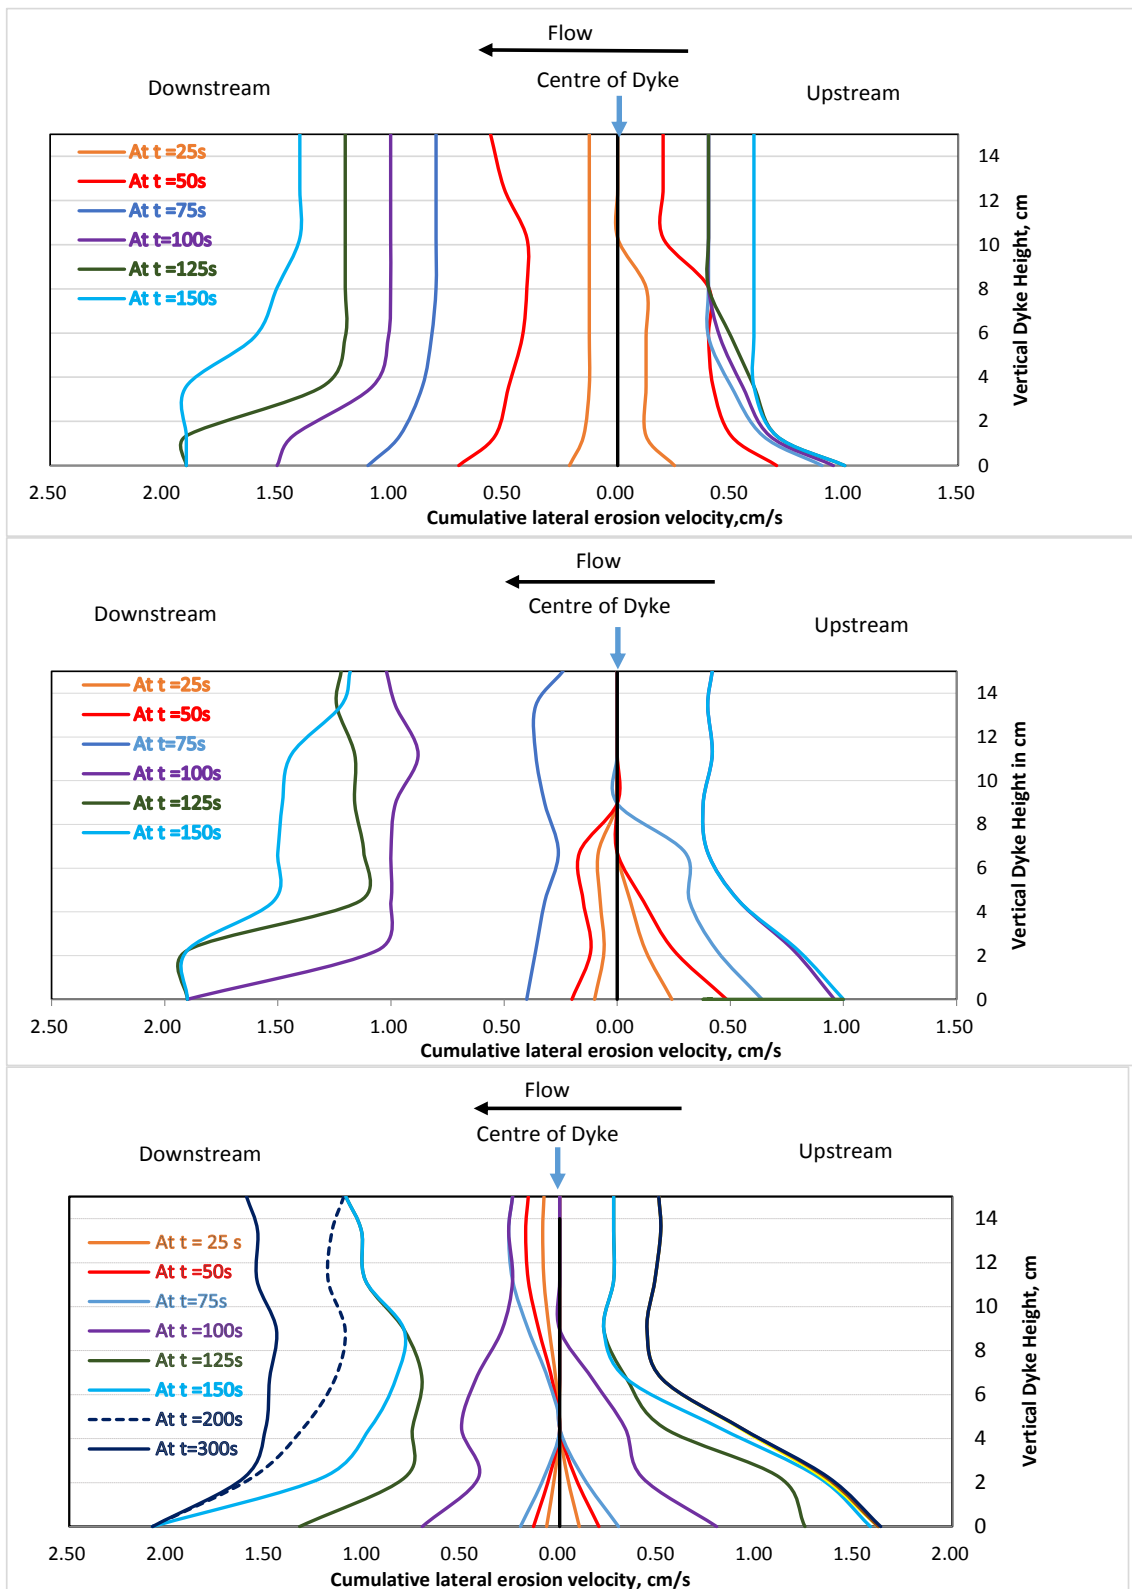 Flow
Downstream
Centre of Dyke
Upstream
At t =25s
At t =50s
At t =75s
At t=100s
At t =125s
At t =150s
14
12
10
8
6
4
2
0
Vertical Dyke Height, cm
2.50 2.00 1.50 1.00 0.50 0.00 0.50 1.00 1.50
Cumulative lateral erosion velocity,cm/s
Flow
Downstream
Centre of Dyke
Upstream
At t =25s
At t =50s
At t=75s
At t =100s
At t =125s
At t =150s
14
12
10
8
6
4
2
0
Vertical Dyke Height in cm
2.50 2.00 1.50 1.00 0.50 0.00 0.50 1.00 1.50
Cumulative lateral erosion velocity, cm/s
Flow
Downstream
Centre of Dyke
Upstream
At t = 25 s
At t =50s
At t=75s
At t =100s
At t =125s
At t =150s
At t=200s
At t=300s
14
12
10
8
6
4
2
0
Vertical Dyke Height, cm
2.50 2.00 1.50 1.00 0.50 0.00 0.50 1.00 1.50 2.00
Cumulative lateral erosion velocity, cm/s